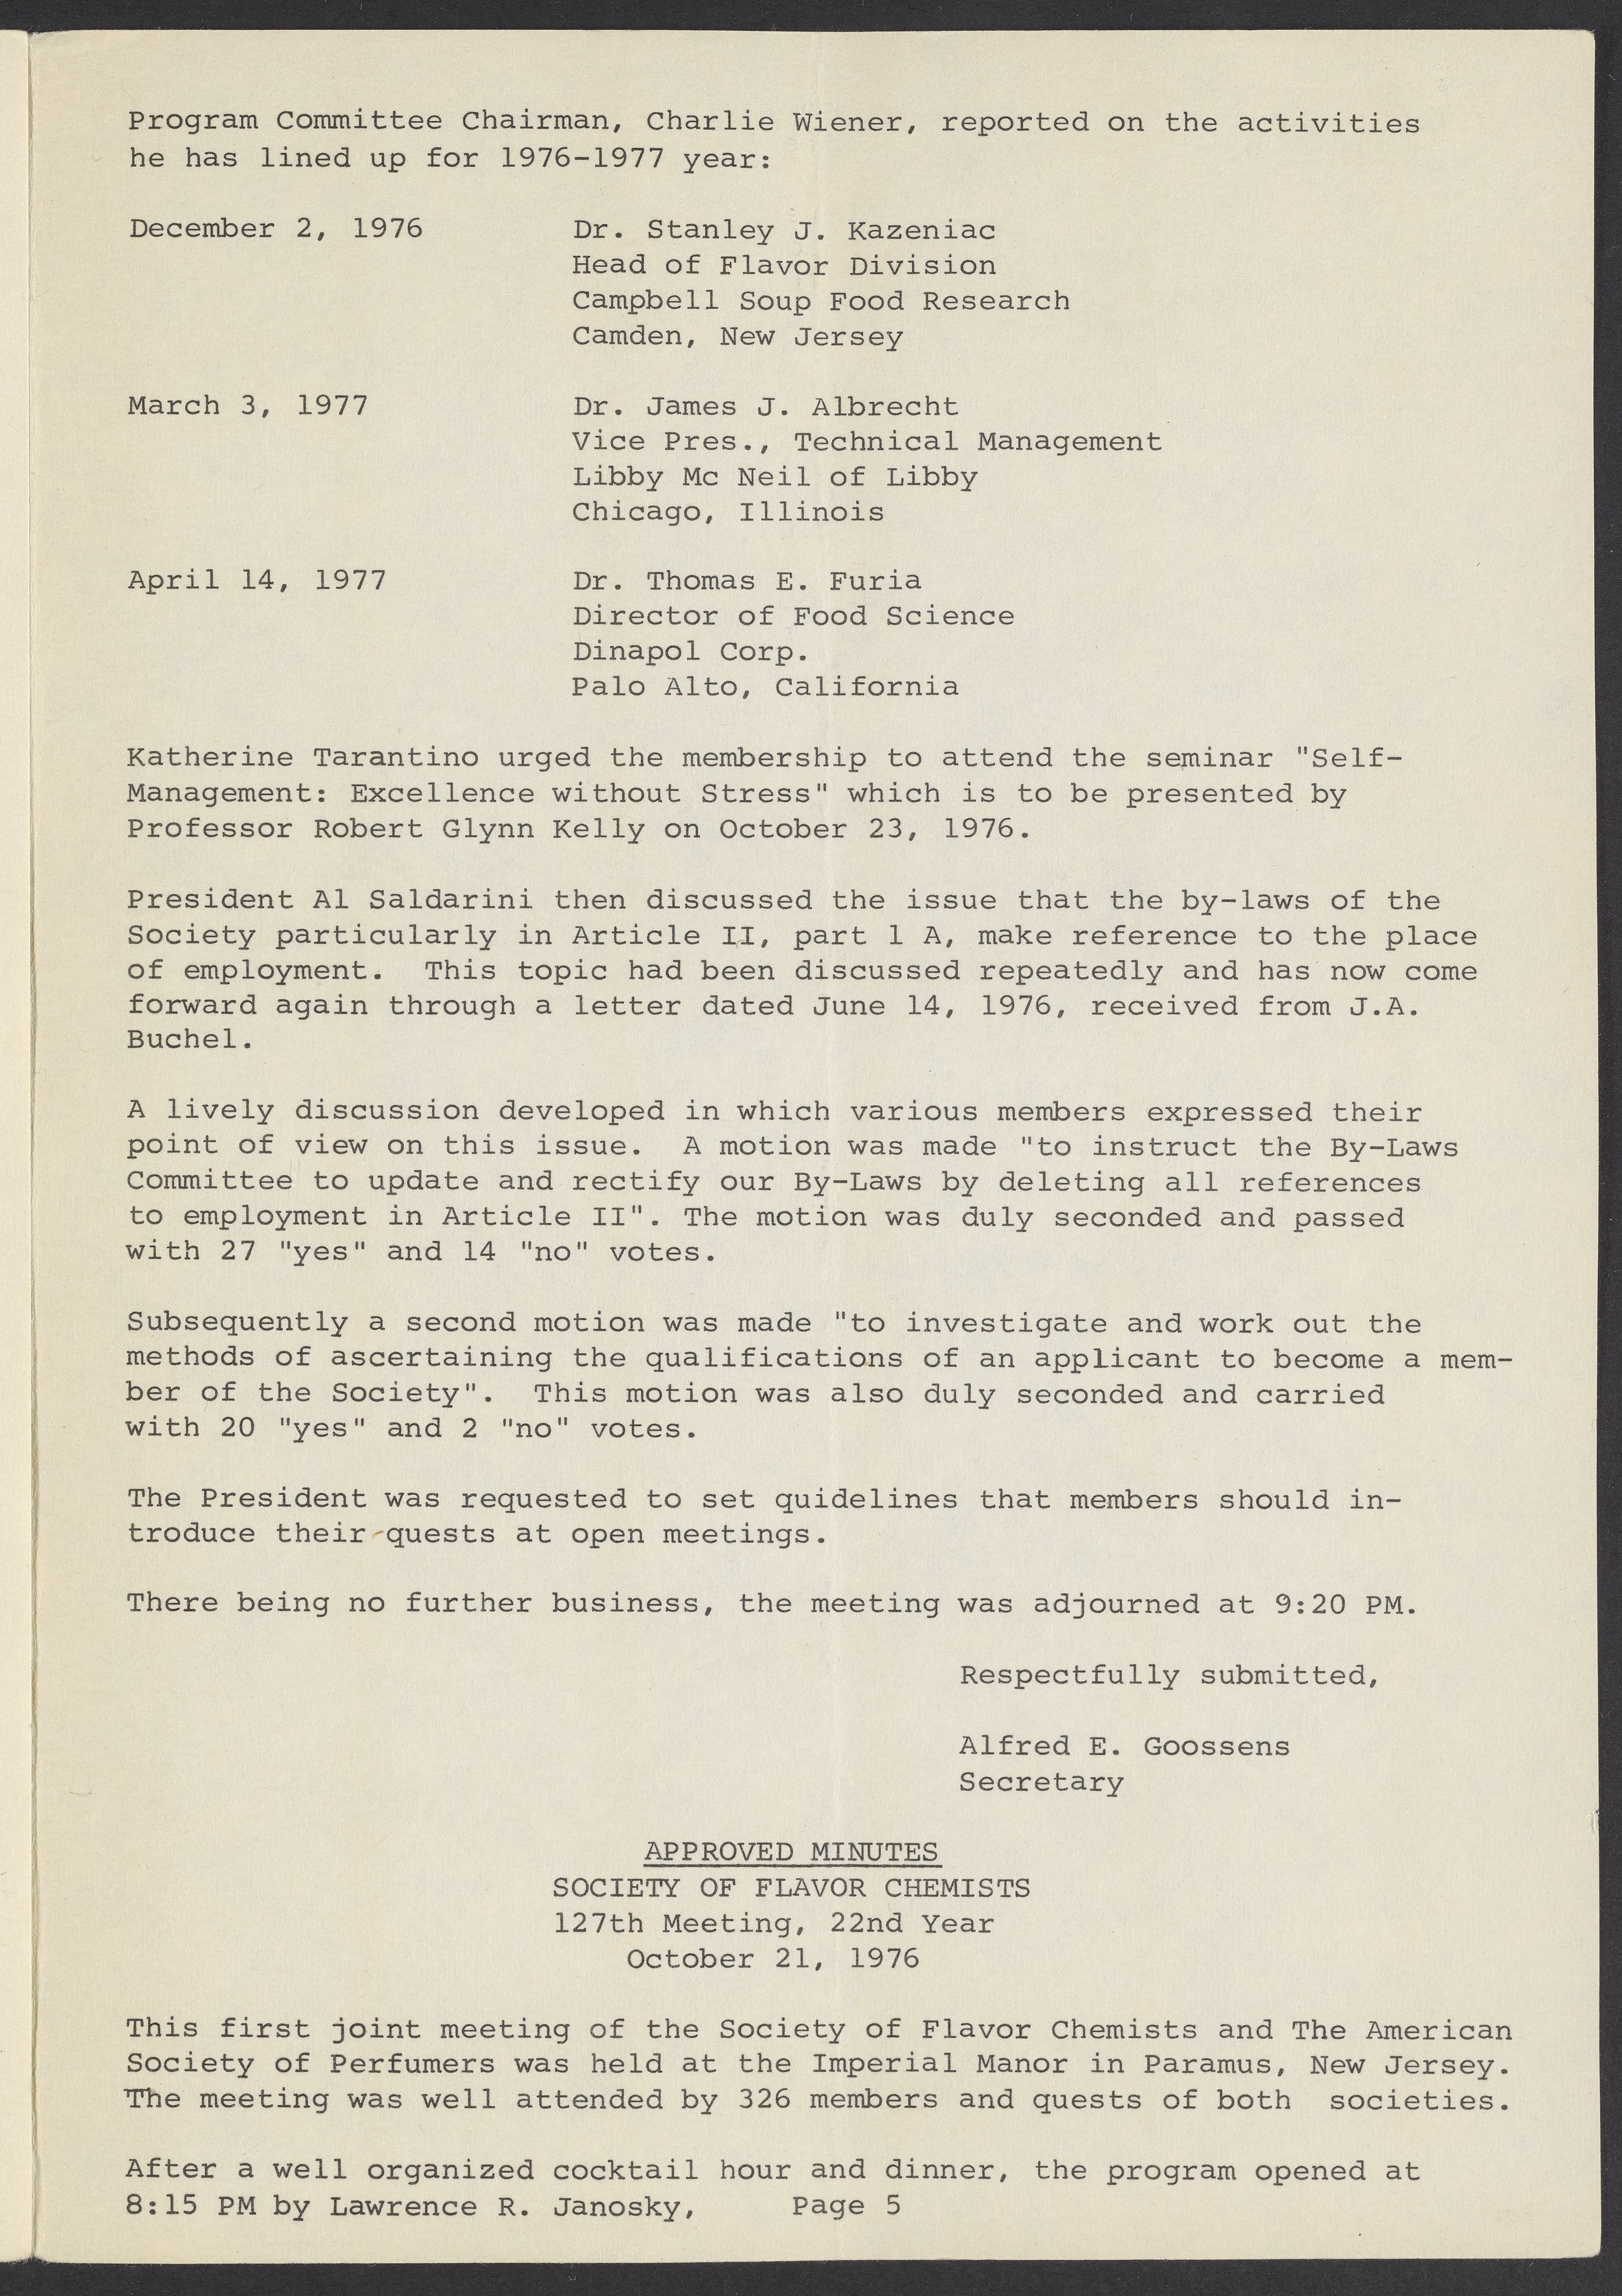 Program Committee Chairman, Charlie Wiener, reported on the activities
he has lined up for 1976-1977 year:
December 2, 1976 Dr. Stanley J. Kazeniac
Head of Flavor Division
Campbell Soup Food Research
Camden, New Jersey
March 3, 1977 Dr. James J. Albrecht
Vice Pres., Technical Management
Libby Mc Neil of Libby
Chicago, Illinois
April 14, 1977 Dr. Thomas E. Furia
Director of Food Science
Dinapol Corp.
Palo Alto, California
Katherine Tarantino urged the membership to attend the seminar "Self-
Management: Excellence without Stress" which is to be presented by
Professor Robert Glynn Kelly on October 23, 1976.
President Al Saldarini then discussed the issue that the by-laws of the
Society particularly in Article II, part 1 A, make reference to the place
of employment. This topic had been discussed repeatedly and has now come
forward again through a letter dated June 14, 1976, received from J.A.
Buchel.
A lively discussion developed in which various members expressed their
point of view on this issue. A motion was made "to instruct the By-Laws
Committee to update and rectify our By-Laws by deleting all references
to employment in Article II". The motion was duly seconded and passed
with 27 "yes" and 14 "no" votes.
Subsequently a second motion was made "to investigate and work out the
methods of ascertaining the qualifications of an applicant to become a mem-
ber of the Society". This motion was also duly seconded and carried
with 20 "yes" and 2 "no" votes.
The President was requested to set quidelines that members should in-
troduce their quests at open meetings.
There being no further business, the meeting was adjourned at 9:20 PM.
Respectfully submitted,
Alfred E. Goossens
Secretary
APPROVED MINUTES
SOCIETY OF FLAVOR CHEMISTS
127th Meeting, 22nd Year
October 21, 1976
This first joint meeting of the Society of Flavor Chemists and The American
Society of Perfumers was held at the Imperial Manor in Paramus, New Jersey.
The meeting was well attended by 326 members and quests of both societies.
After a well organized cocktail hour and dinner, the program opened at
8:15 PM by Lawrence R. Janosky, Page 5